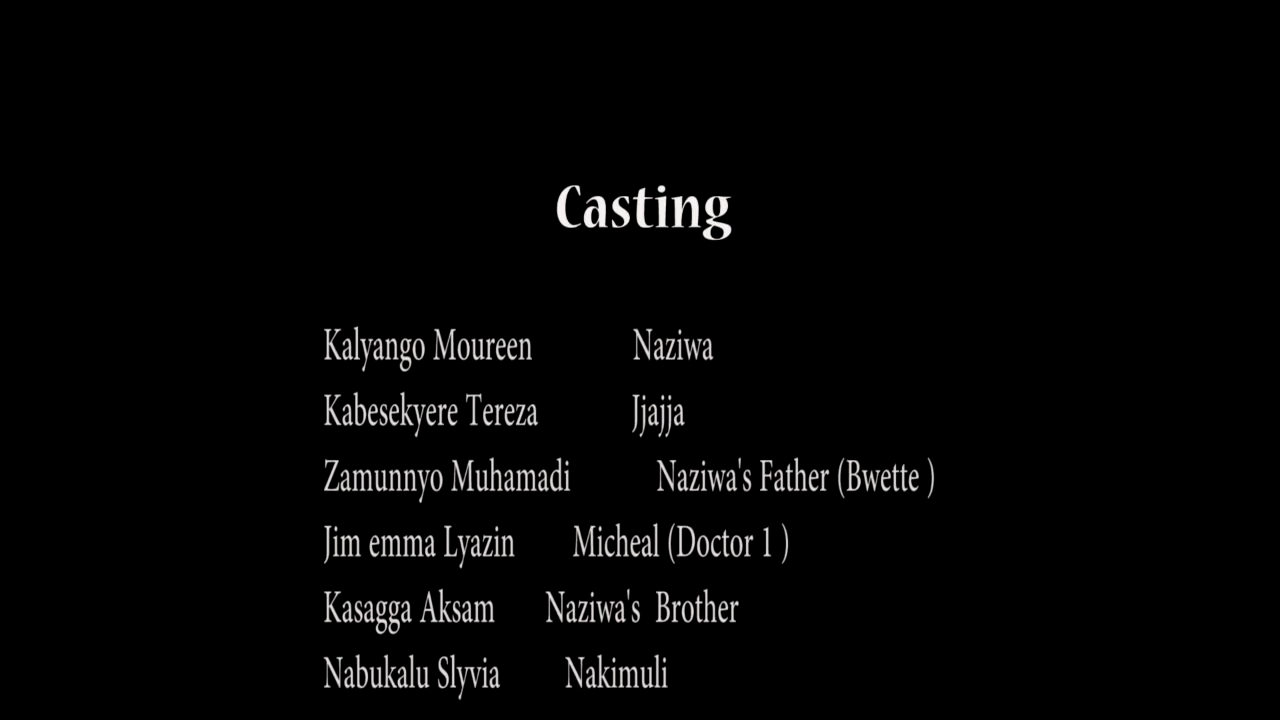 Casting
Kalyango Moureen Naziwa
Kabesekyere Tereza Jjajja
Zamunnyo Muhamadi Naziwa's Father (Bwette )
Jim emma Lyazin Micheal (Doctor 1 )
Kasagga Aksam Naziwa's Brother
Nabukalu Slyvia Nakimuli